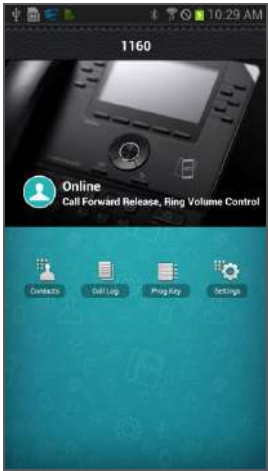 10:29 AM
1160
Online
Call Forward Release, Ring Volume Control
Contacts
Call Log
Prog.Key
Settings